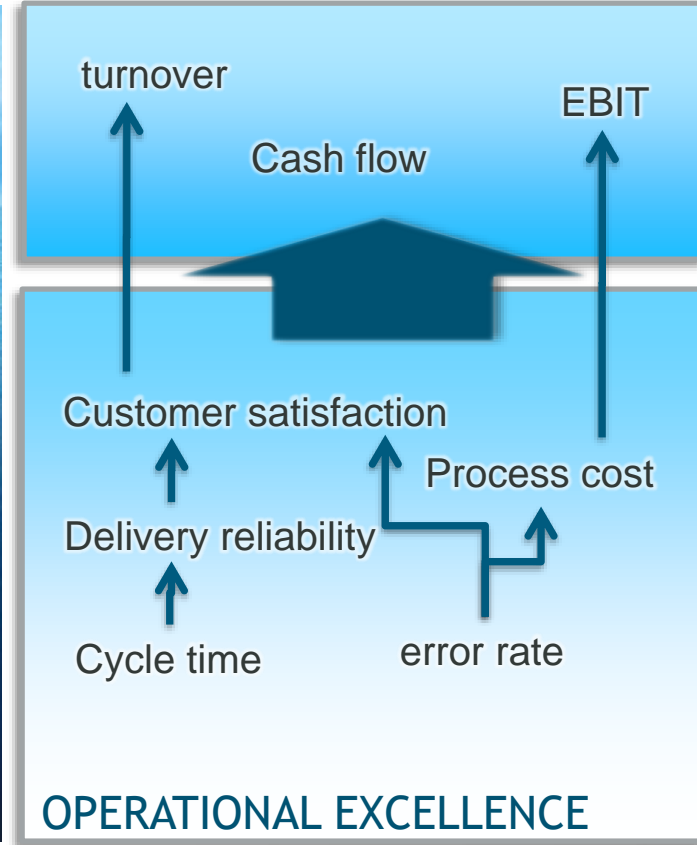 turnover
EBIT
Cash flow
Customer satisfaction
Process cost
Delivery reliability
Cycle time
error rate
OPERATIONAL EXCELLENCE